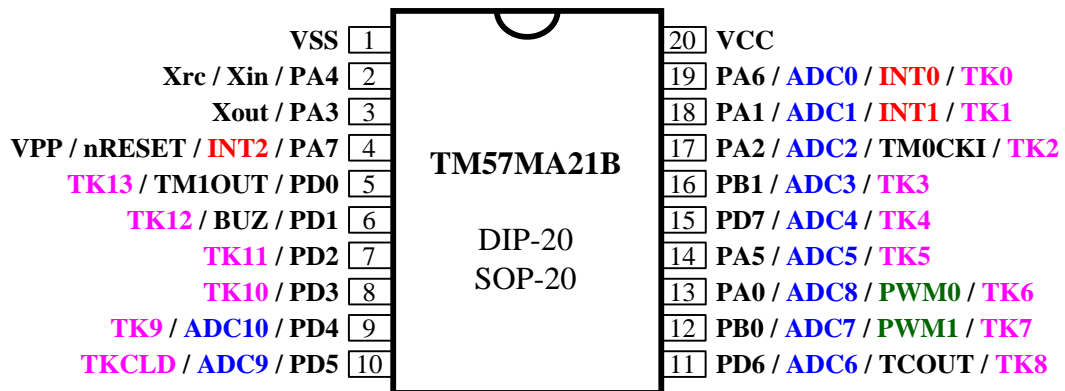 VSS 1
Xrc / Xin / PA4 2
Xout / PA3 3
VPP / nRESET / INT2 / PA7 4
TK13 / TM1OUT / PD0 5
TK12 / BUZ / PD1 6
TK11 / PD2 7
TK10 / PD3 8
TK9 / ADC10 / PD4 9
TKCLD / ADC9 / PD5 10
TM57MA21B
DIP-20
SOP-20
20 VCC
19 PA6 / ADC0 / INT0 / TK0
18 PA1 / ADC1 / INT1 / TK1
17 PA2 / ADC2 / TM0CKI / TK2
16 PB1 / ADC3 / TK3
15 PD7 / ADC4 / TK4
14 PA5 / ADC5 / TK5
13 PA0 / ADC8 / PWM0 / TK6
12 PB0 / ADC7 / PWM1 / TK7
11 PD6 / ADC6 / TCOUT / TK8